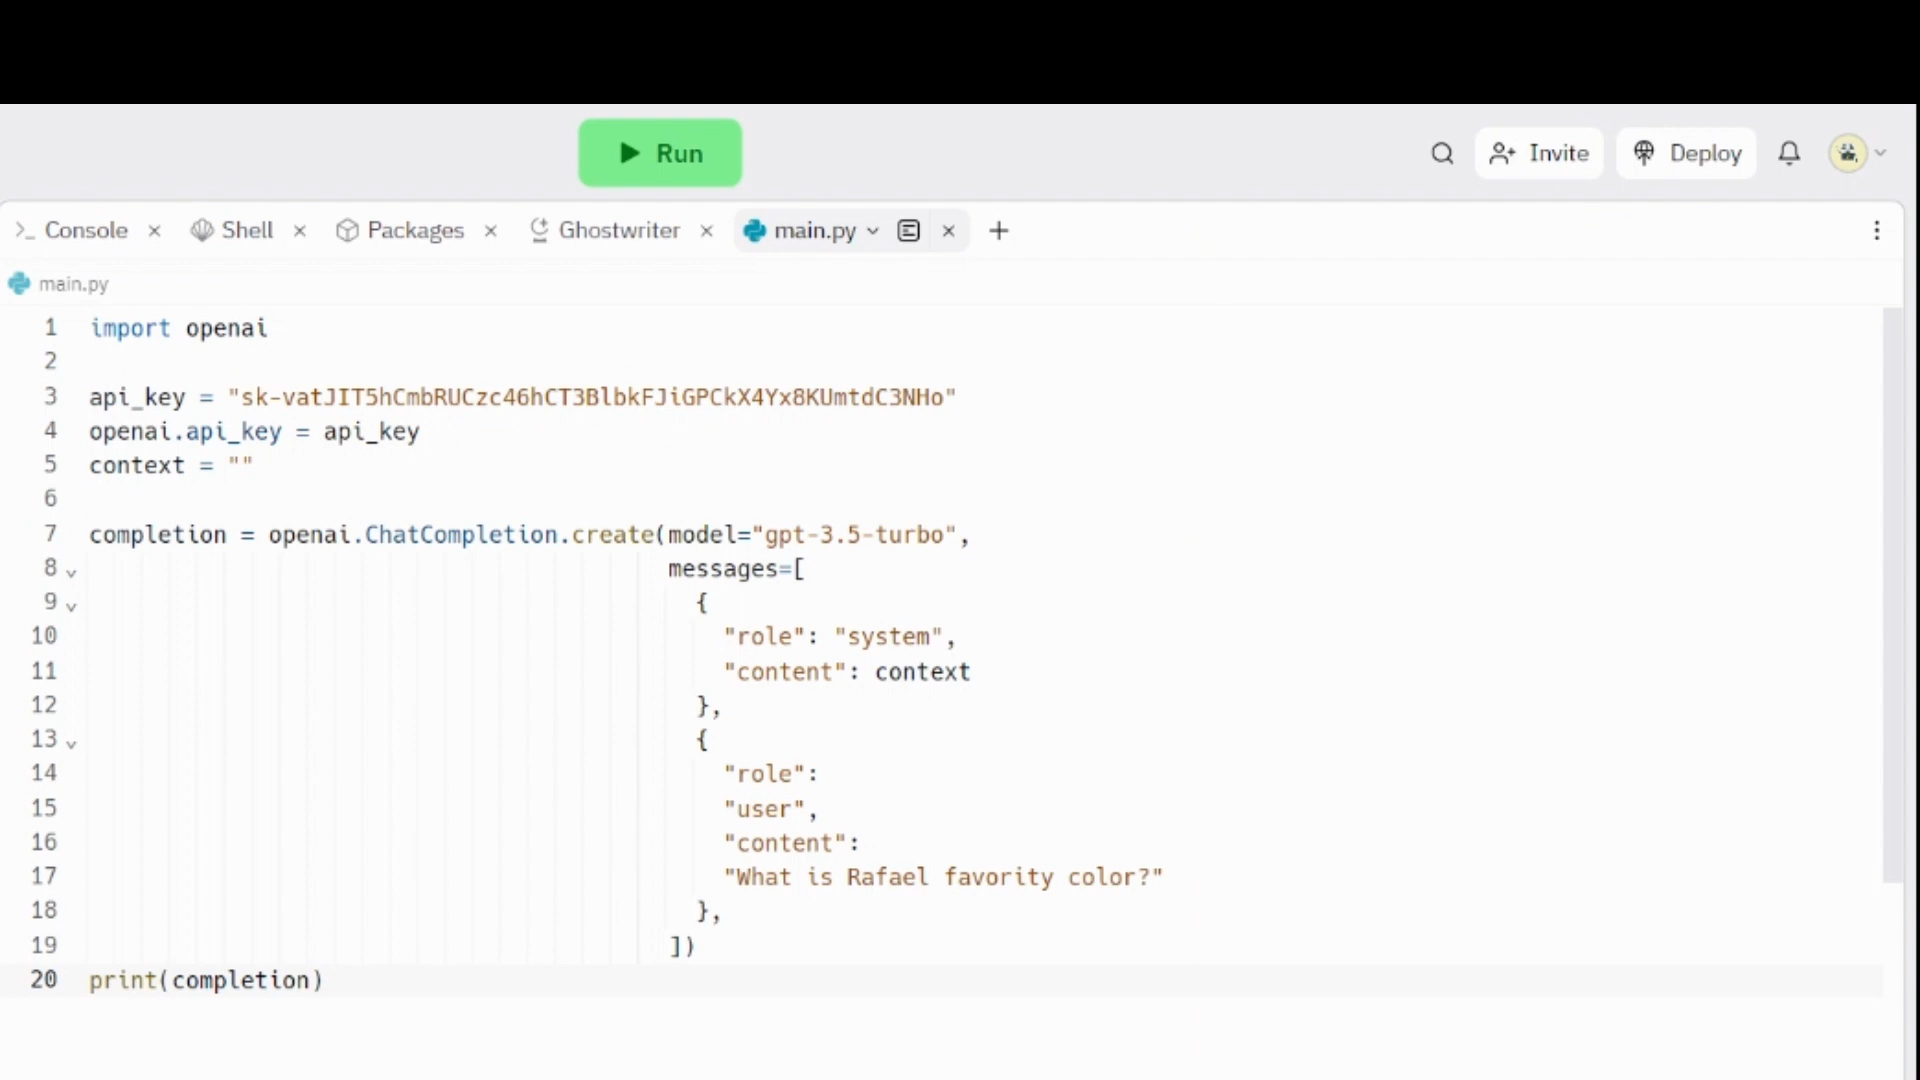 Run
Invite
Deploy
Console
Shell
Packages
Ghostwriter
main.py
main.py
1 import openai
2
3 api_key = "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"
4 openai.api_key = api_key
5 context = ""
6
7 completion = openai.ChatCompletion.create(model="gpt-3.5-turbo",
8 messages=[
9 {
10 "role": "system",
11 "content": context
12 },
13 {
14 "role":
15 "user",
16 "content":
17 "What is Rafael favority color?"
18 },
19 ])
20 print(completion)